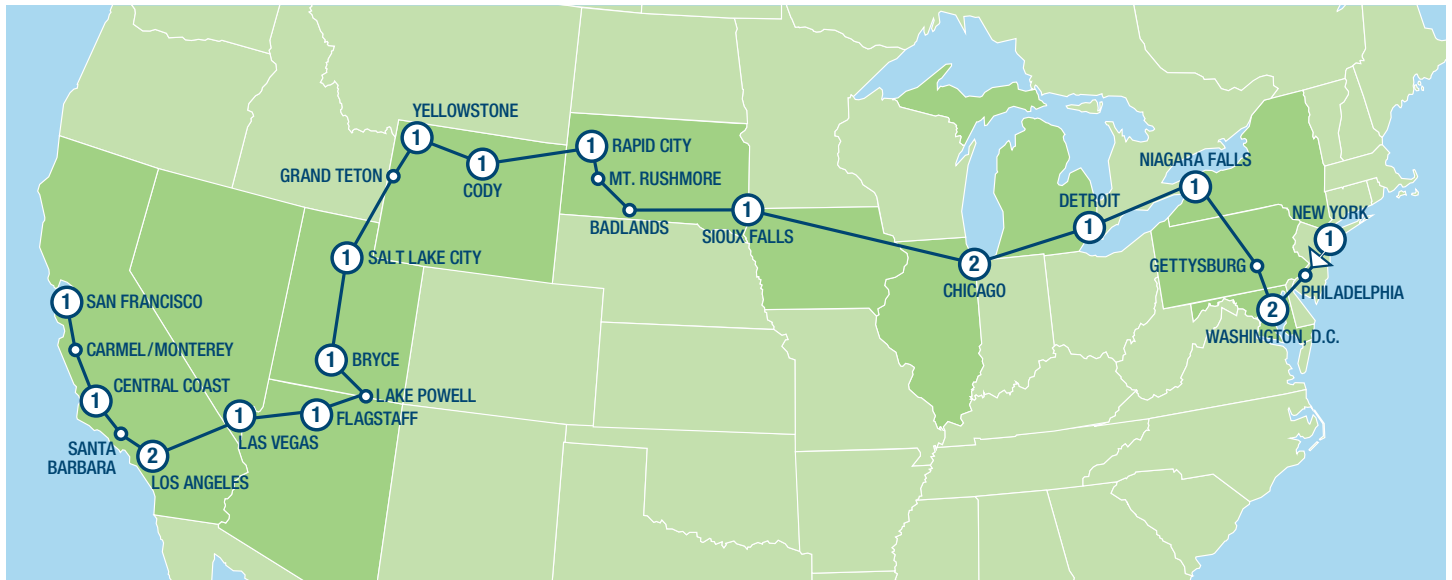 YELLOWSTONE
1
GRAND TETON
1
CODY
1
RAPID CITY
MT. RUSHMORE
BADLANDS
1
SIOUX FALLS
NIAGARA FALLS
1
DETROIT
1
NEW YORK
1
GETTYSBURG
PHILADELPHIA
2
WASHINGTON, D.C.
2
CHICAGO
1
SALT LAKE CITY
1
SAN FRANCISCO
CARMEL/MONTEREY
1
CENTRAL COAST
1
BRYCE
LAKE POWELL
1
FLAGSTAFF
1
LAS VEGAS
SANTA
BARBARA
2
LOS ANGELES